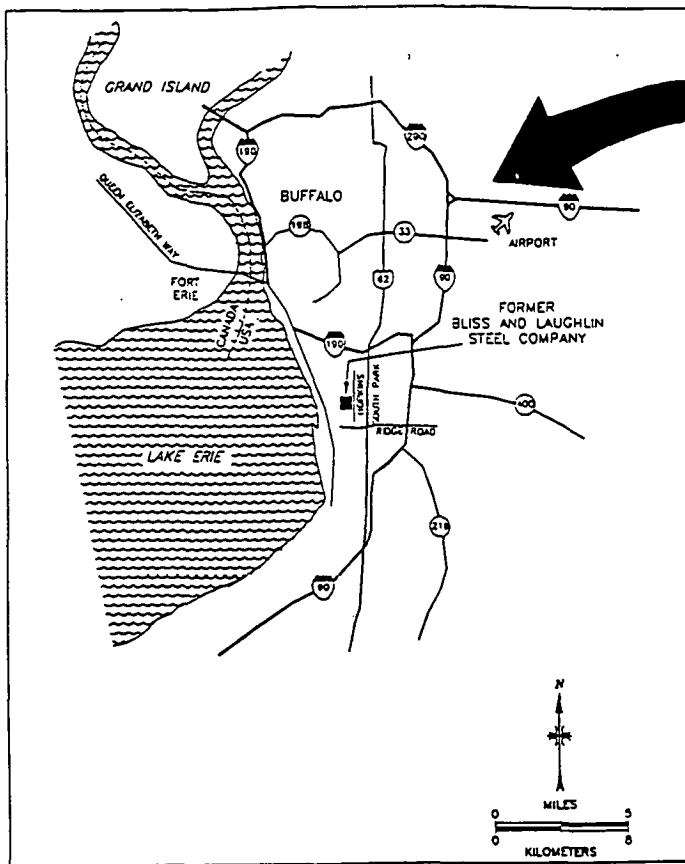 GRAND ISLAND
290
190
QUEEN ELIZABETH WAY
BUFFALO
90
198
33
AIRPORT
FORT
ERIE
62
90
CANADA
USA
FORMER
BLISS AND LAUGHLIN
STEEL COMPANY
190
HOPKINS
SOUTH PARK
400
RIDGE ROAD
LAKE ERIE
219
90
N
MILES
0 5
0 8
KILOMETERS